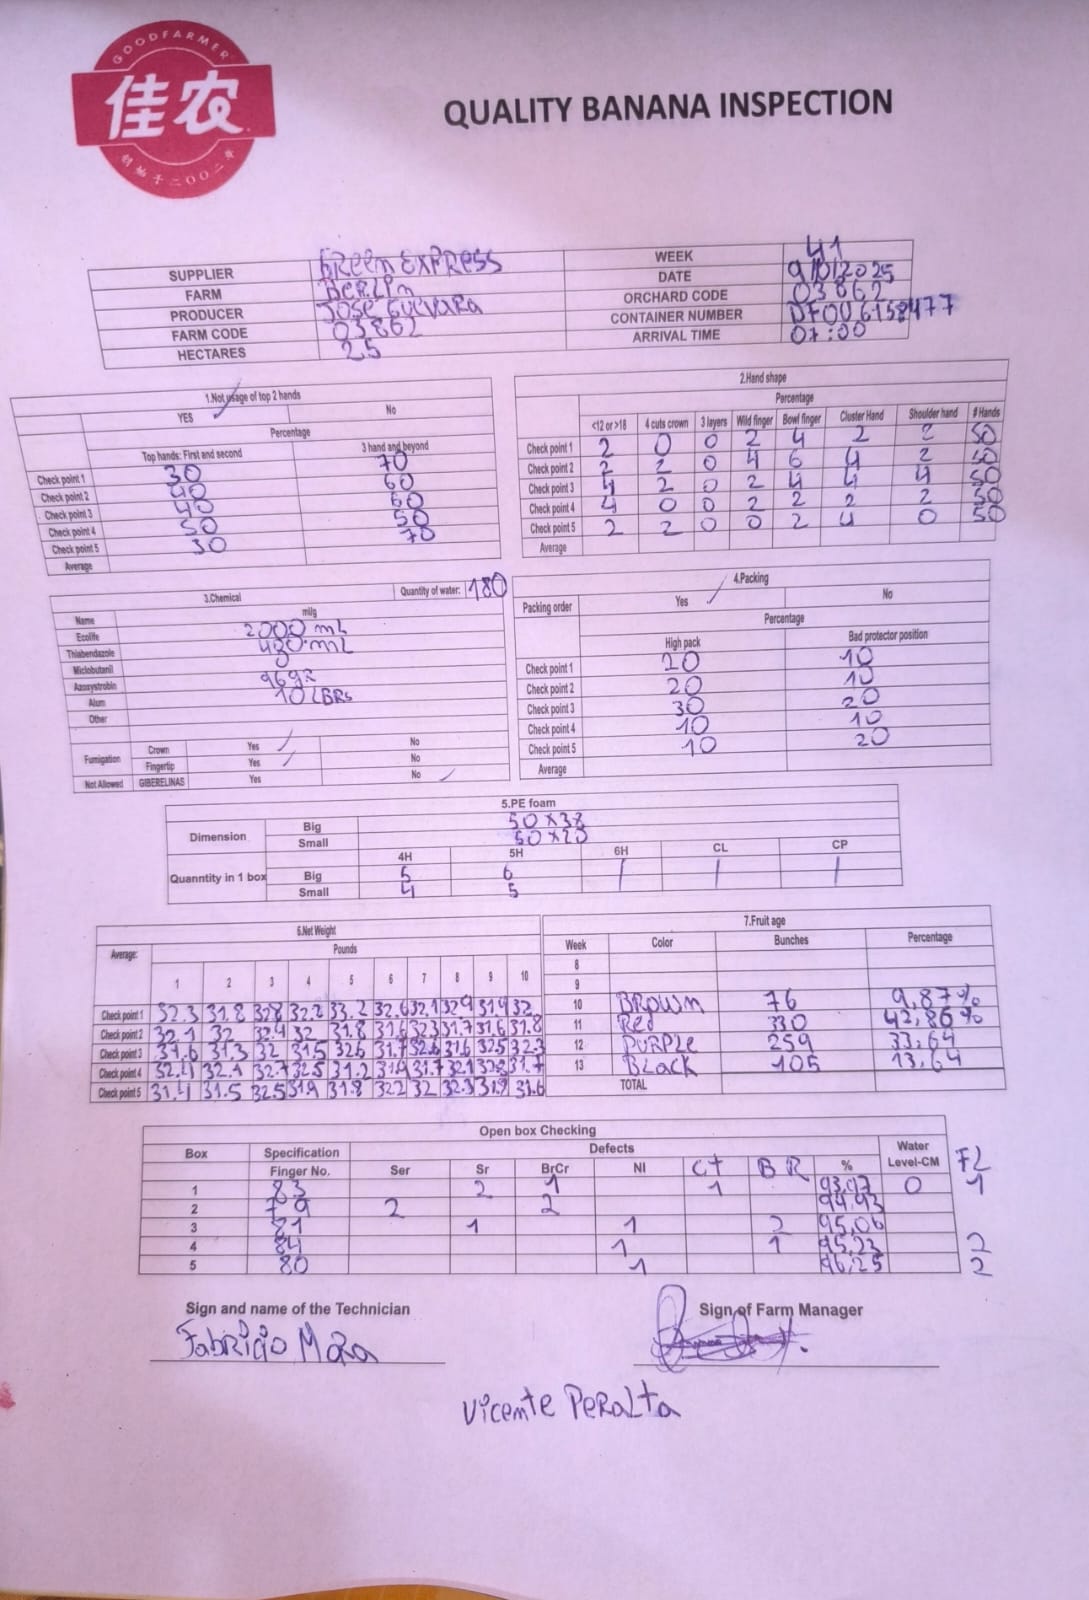 GOODFARMER
佳农
创始于二〇〇二年
QUALITY BANANA INSPECTION
SUPPLIER GReen EXPRess WEEK 41
FARM BeRLin DATE 9/10/2025
PRODUCER JOSE GUEVARA ORCHARD CODE 03862
FARM CODE 03862 CONTAINER NUMBER DFOU6158477
HECTARES 25 ARRIVAL TIME 07:00
1.Not usage of top 2 hands
YES ✓ No
Percentage
Top hands: First and second 3 hand and beyond
Check point 1 30 70
Check point 2 40 60
Check point 3 40 60
Check point 4 50 50
Check point 5 30 70
Average
2.Hand shape
Percentage
<12 or >18 4 cuts crown 3 layers Wild finger Bowl finger Cluster Hand Shoulder hand # Hands
Check point 1 2 0 0 2 4 2 2 50
Check point 2 2 2 0 4 6 4 2 50
Check point 3 4 2 0 2 4 4 4 50
Check point 4 4 0 0 2 2 2 2 50
Check point 5 2 2 0 0 2 4 0 50
Average
3.Chemical Quantity of water: 180
Name ml/g
Ecolife 2000 mL
Thiabendazole 480 mL
Miclobutanil 0
Azoxystrobin 96gr
Alum 10 LBRs
Other
Fumigation Crown Yes ✓ No
Fingertip Yes ✓ No
Not Allowed GIBERELINAS Yes No ✓
4.Packing
Packing order Yes ✓ No
Percentage
High pack Bad protector position
Check point 1 20 10
Check point 2 20 10
Check point 3 30 20
Check point 4 10 10
Check point 5 10 20
Average
5.PE foam
Dimension Big 50 x 38
Small 50 x 20
4H 5H 6H CL CP
Quanntity in 1 box Big 5 6 / / /
Small 4 5
6.Net Weight
Average: Pounds
1 2 3 4 5 6 7 8 9 10
Check point 1 32.3 31.8 32.8 32.2 33.2 32.6 32.1 32.9 31.9 32
Check point 2 32.1 32 32.4 32 31.8 31.6 32.3 31.7 31.6 31.8
Check point 3 31.6 31.3 32 31.5 32.6 31.7 32.6 31.6 32.5 32.3
Check point 4 32.4 32.1 32.7 32.5 31.2 31.9 31.7 32.1 31.7
Check point 5 31.4 31.5 32.5 31.9 31.8 32.2 32 32.3 31.9 31.6
7.Fruit age
Week Color Bunches Percentage
8
9
10 BROWN 76 9,87%
11 Red 330 42,86%
12 PURPLe 259 33,64
13 BLack 105 13,64
TOTAL
Open box Checking
Box Specification Defects Water
Finger No. Ser Sr BrCr NI Ct BR % Level-CM FL
1 83 2 1 1 93,97 0 1
2 79 2 2 94,93
3 81 1 1 2 95,06
4 84 1 1 95,23 2
5 80 1 96,25 2
Sign and name of the Technician Sign of Farm Manager
Fabricio Mora
Vicente PeRaLta